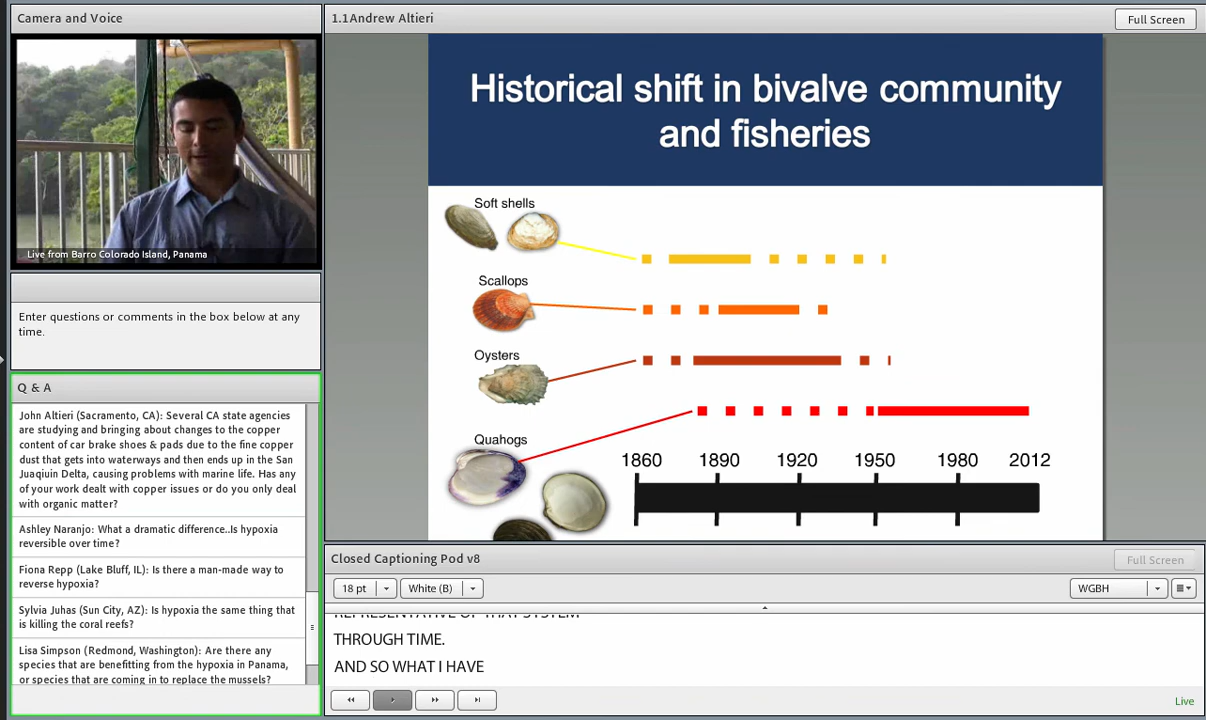 Camera and Voice
Live from Barro Colorado Island, Panama
Enter questions or comments in the box below at any
time.
Q & A
John Altieri (Sacramento, CA): Several CA state agencies
are studying and bringing about changes to the copper
content of car brake shoes & pads due to the fine copper
dust that gets into waterways and then ends up in the San
Juaqiuin Delta, causing problems with marine life. Has any
of your work dealt with copper issues or do you only deal
with organic matter?
Ashley Naranjo: What a dramatic difference..Is hypoxia
reversible over time?
Fiona Repp (Lake Bluff, IL): Is there a man-made way to
reverse hypoxia?
Sylvia Juhas (Sun City, AZ): Is hypoxia the same thing that
is killing the coral reefs?
Lisa Simpson (Redmond, Washington): Are there any
species that are benefitting from the hypoxia in Panama,
or species that are coming in to replace the mussels?
1.1Andrew Altieri
Full Screen
Historical shift in bivalve community
and fisheries
Soft shells
Scallops
Oysters
Quahogs
1860 1890 1920 1950 1980 2012
Closed Captioning Pod v8
Full Screen
18 pt
White (B)
WGBH
REPRESENTATIVE OF THAT SYSTEM
THROUGH TIME.
AND SO WHAT I HAVE
Live